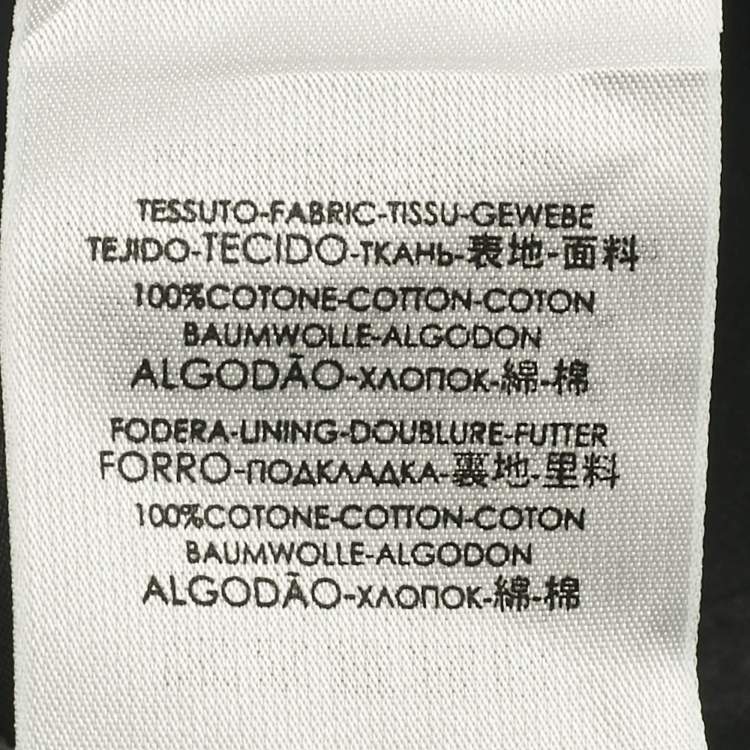 TESSUTO-FABRIC-TISSU-GEWEBE
TEJIDO-TECIDO-ТКАНЬ-表地-面料
100%COTONE-COTTON-COTON
BAUMWOLLE-ALGODON
ALGODÃO-ХЛОПОК-綿-棉
FODERA-LINING-DOUBLURE-FUTTER
FORRO-ПОДКЛАДКА-裏地-里料
100%COTONE-COTTON-COTON
BAUMWOLLE-ALGODON
ALGODÃO-ХЛОПОК-綿-棉